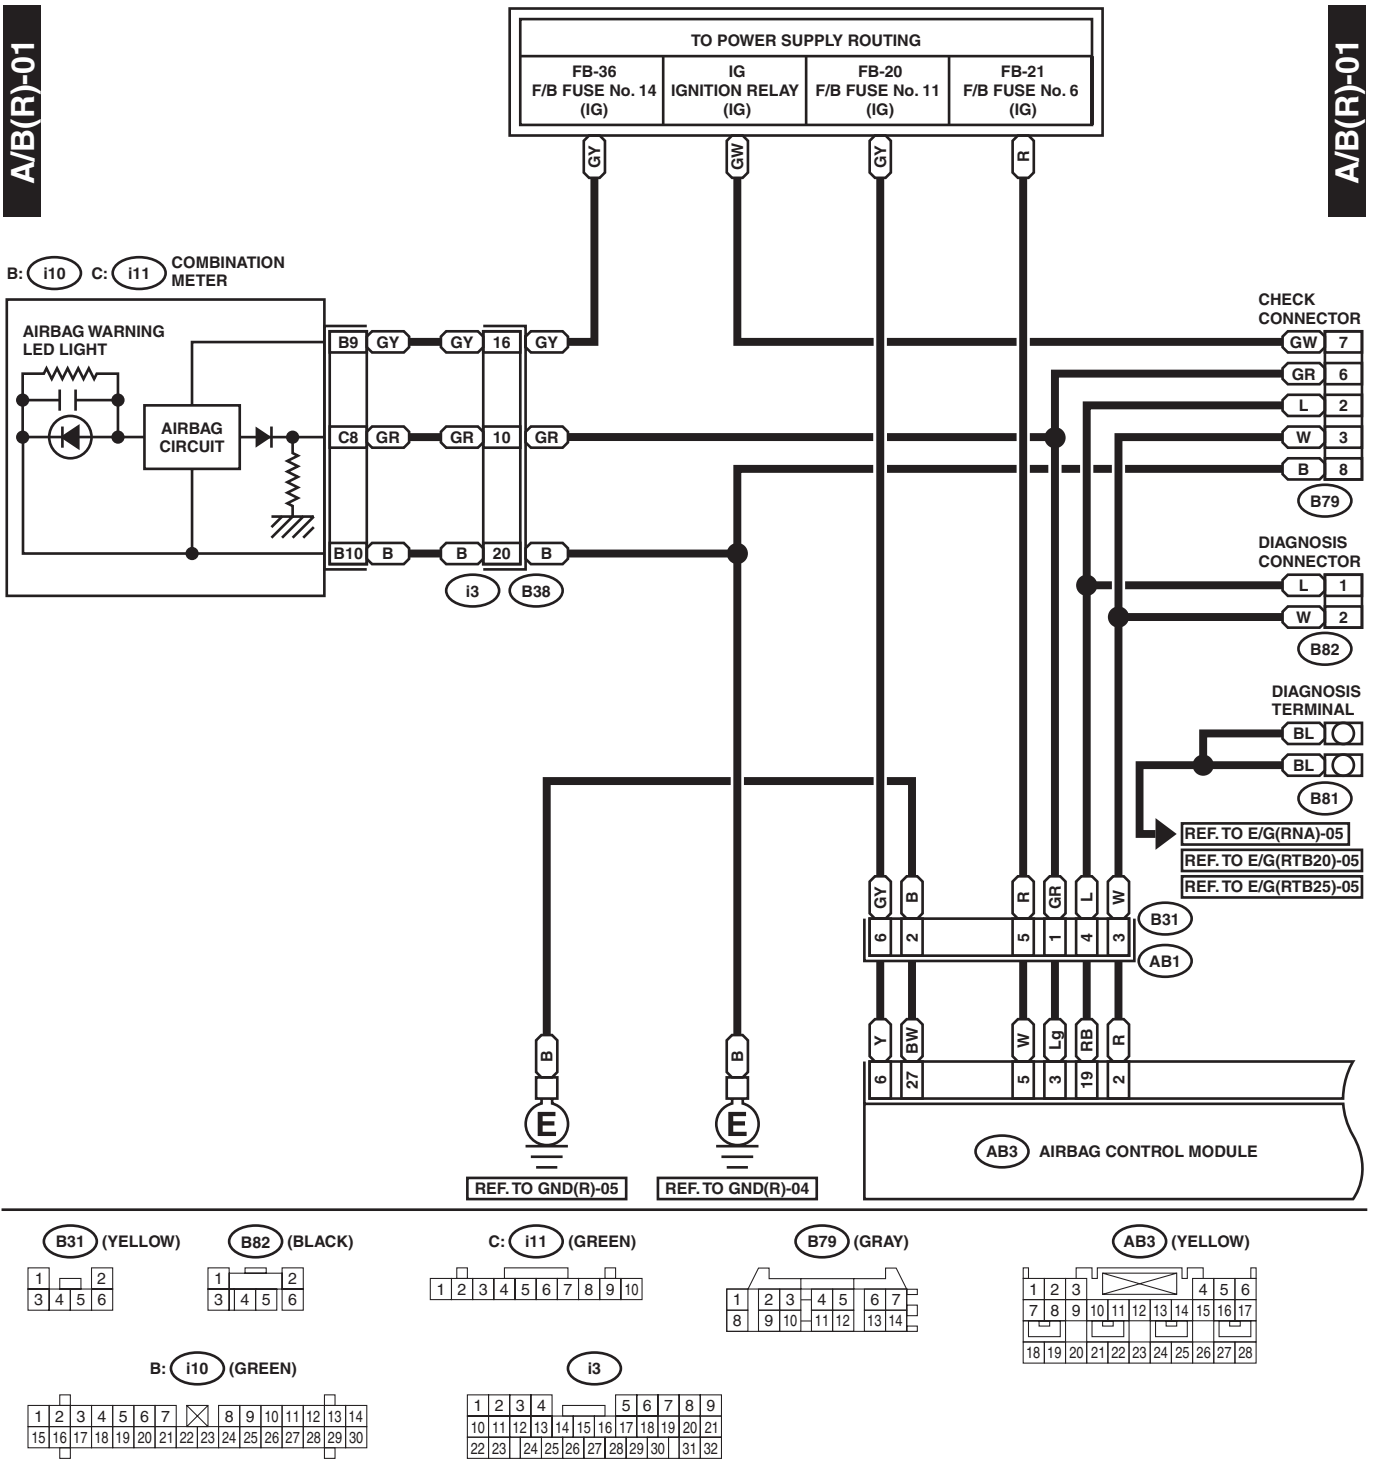 A/B(R)-01
A/B(R)-01
TO POWER SUPPLY ROUTING
FB-36
F/B FUSE No. 14
(IG)
IG
IGNITION RELAY
(IG)
FB-20
F/B FUSE No. 11
(IG)
FB-21
F/B FUSE No. 6
(IG)
GY
GW
GY
R
B: i10 C: i11 COMBINATION
METER
AIRBAG WARNING
LED LIGHT
AIRBAG
CIRCUIT
B9 GY GY 16 GY
C8 GR GR 10 GR
B10 B B 20 B
i3 B38
CHECK
CONNECTOR
GW 7
GR 6
L 2
W 3
B 8
B79
DIAGNOSIS
CONNECTOR
L 1
W 2
B82
DIAGNOSIS
TERMINAL
BL
BL
B81
REF. TO E/G(RNA)-05
REF. TO E/G(RTB20)-05
REF. TO E/G(RTB25)-05
GY B R GR L W
B31
6 2 5 1 4 3
AB1
Y BW W Lg RB R
6 27 5 3 19 2
AB3 AIRBAG CONTROL MODULE
B B
E E
REF. TO GND(R)-05 REF. TO GND(R)-04
B31 (YELLOW)
1 2
3 4 5 6
B82 (BLACK)
1 2
3 4 5 6
C: i11 (GREEN)
1 2 3 4 5 6 7 8 9 10
B79 (GRAY)
1 2 3 4 5 6 7
8 9 10 11 12 13 14
AB3 (YELLOW)
1 2 3 4 5 6
7 8 9 10 11 12 13 14 15 16 17
18 19 20 21 22 23 24 25 26 27 28
B: i10 (GREEN)
1 2 3 4 5 6 7 8 9 10 11 12 13 14
15 16 17 18 19 20 21 22 23 24 25 26 27 28 29 30
i3
1 2 3 4 5 6 7 8 9
10 11 12 13 14 15 16 17 18 19 20 21
22 23 24 25 26 27 28 29 30 31 32